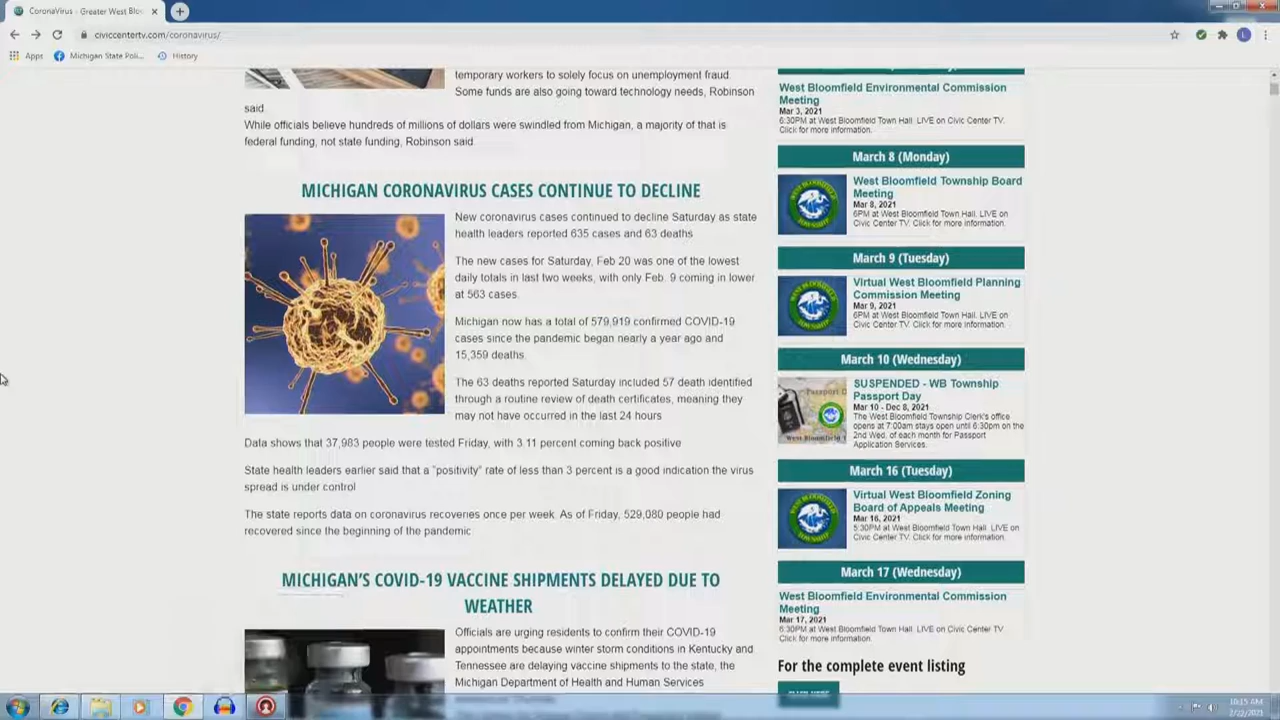 CoronaVirus - Greater West Bloo
civiccentertv.com/coronavirus/
Apps
Michigan State Poli...
History
temporary workers to solely focus on unemployment fraud.
Some funds are also going toward technology needs, Robinson
said.
While officials believe hundreds of millions of dollars were swindled from Michigan, a majority of that is
federal funding, not state funding, Robinson said.
MICHIGAN CORONAVIRUS CASES CONTINUE TO DECLINE
New coronavirus cases continued to decline Saturday as state
health leaders reported 635 cases and 63 deaths
The new cases for Saturday, Feb 20 was one of the lowest
daily totals in last two weeks, with only Feb. 9 coming in lower
at 563 cases.
Michigan now has a total of 579,919 confirmed COVID-19
cases since the pandemic began nearly a year ago and
15,359 deaths.
The 63 deaths reported Saturday included 57 death identified
through a routine review of death certificates, meaning they
may not have occurred in the last 24 hours
Data shows that 37,983 people were tested Friday, with 3.11 percent coming back positive
State health leaders earlier said that a "positivity" rate of less than 3 percent is a good indication the virus
spread is under control
The state reports data on coronavirus recoveries once per week. As of Friday, 529,080 people had
recovered since the beginning of the pandemic.
MICHIGAN'S COVID-19 VACCINE SHIPMENTS DELAYED DUE TO
WEATHER
Officials are urging residents to confirm their COVID-19
appointments because winter storm conditions in Kentucky and
Tennessee are delaying vaccine shipments to the state, the
Michigan Department of Health and Human Services
West Bloomfield Environmental Commission
Meeting
Mar 3, 2021
6:30PM at West Bloomfield Town Hall. LIVE on Civic Center TV.
Click for more information.
March 8 (Monday)
West Bloomfield Township Board
Meeting
Mar 8, 2021
6PM at West Bloomfield Town Hall. LIVE on
Civic Center TV. Click for more information.
March 9 (Tuesday)
Virtual West Bloomfield Planning
Commission Meeting
Mar 9, 2021
6PM at West Bloomfield Town Hall. LIVE on
Civic Center TV. Click for more information.
March 10 (Wednesday)
SUSPENDED - WB Township
Passport Day
Mar 10 - Dec 8, 2021
The West Bloomfield Township Clerk's office
opens at 7:00am stays open until 6:30pm on the
2nd Wed, of each month for Passport
Application Services.
March 16 (Tuesday)
Virtual West Bloomfield Zoning
Board of Appeals Meeting
Mar 16, 2021
5:30PM at West Bloomfield Town Hall. LIVE on
Civic Center TV. Click for more information.
March 17 (Wednesday)
West Bloomfield Environmental Commission
Meeting
Mar 17, 2021
6:30PM at West Bloomfield Town Hall. LIVE on Civic Center TV.
Click for more information.
For the complete event listing
10:15 AM
2/22/2021